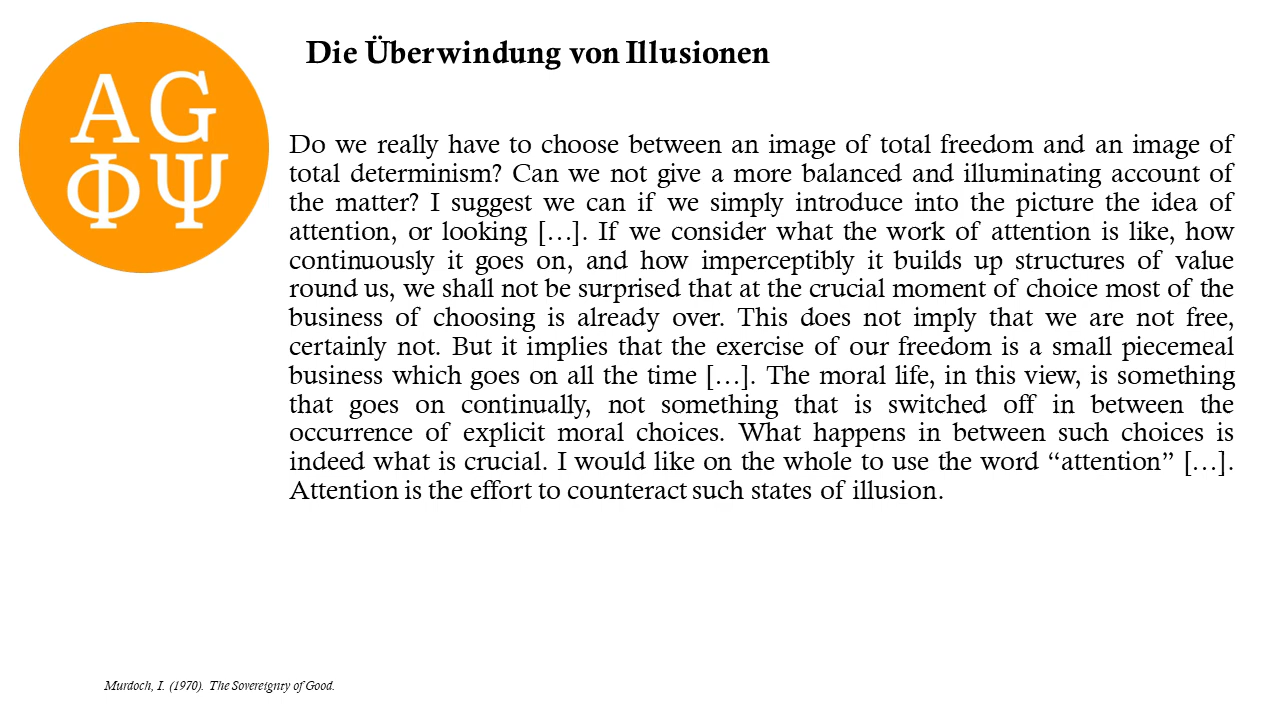 AG
ΦΨ
Die Überwindung von Illusionen
Do we really have to choose between an image of total freedom and an image of
total determinism? Can we not give a more balanced and illuminating account of
the matter? I suggest we can if we simply introduce into the picture the idea of
attention, or looking […]. If we consider what the work of attention is like, how
continuously it goes on, and how imperceptibly it builds up structures of value
round us, we shall not be surprised that at the crucial moment of choice most of the
business of choosing is already over. This does not imply that we are not free,
certainly not. But it implies that the exercise of our freedom is a small piecemeal
business which goes on all the time […]. The moral life, in this view, is something
that goes on continually, not something that is switched off in between the
occurrence of explicit moral choices. What happens in between such choices is
indeed what is crucial. I would like on the whole to use the word “attention” […].
Attention is the effort to counteract such states of illusion.
Murdoch, I. (1970). The Sovereignty of Good.